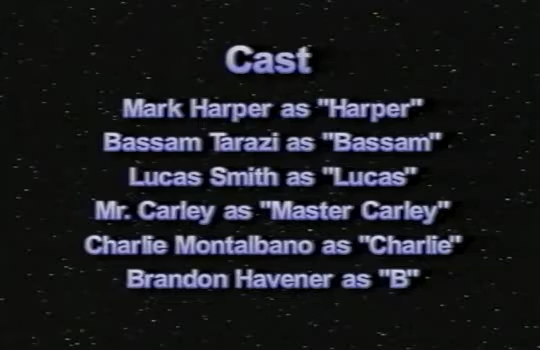 Cast
Mark Harper as "Harper"
Bassam Tarazi as "Bassam"
Lucas Smith as "Lucas"
Mr. Carley as "Master Carley"
Charlie Montalbano as "Charlie"
Brandon Havener as "B"